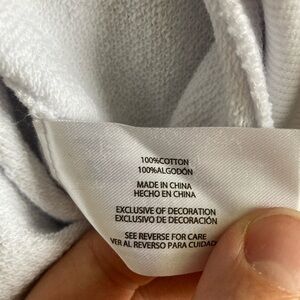 100%COTTON
100%ALGODÓN
MADE IN CHINA
HECHO EN CHINA
EXCLUSIVE OF DECORATION
EXCLUSIVO DE DECORACIÓN
SEE REVERSE FOR CARE
VER AL REVERSO PARA CUIDAD